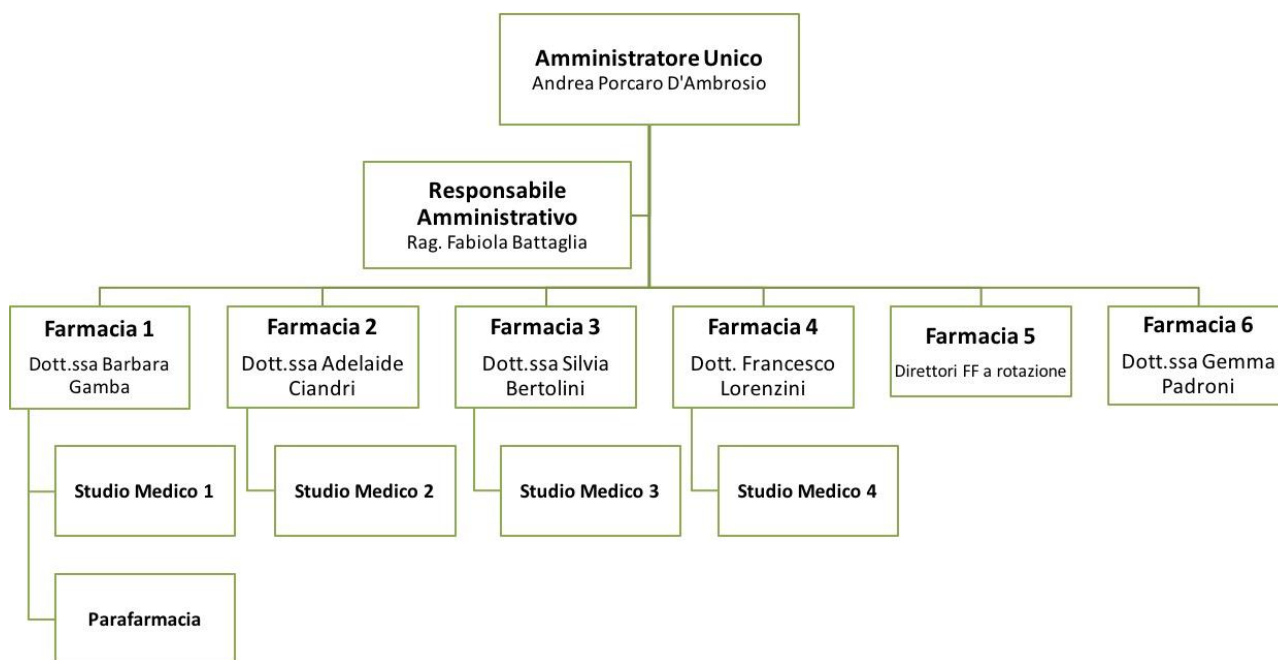 Amministratore Unico
Andrea Porcaro D'Ambrosio
Responsabile
Amministrativo
Rag. Fabiola Battaglia
Farmacia 1
Dott.ssa Barbara
Gamba
Farmacia 2
Dott.ssa Adelaide
Ciandri
Farmacia 3
Dott.ssa Silvia
Bertolini
Farmacia 4
Dott. Francesco
Lorenzini
Farmacia 5
Direttori FF a rotazione
Farmacia 6
Dott.ssa Gemma
Padroni
Studio Medico 1
Studio Medico 2
Studio Medico 3
Studio Medico 4
Parafarmacia